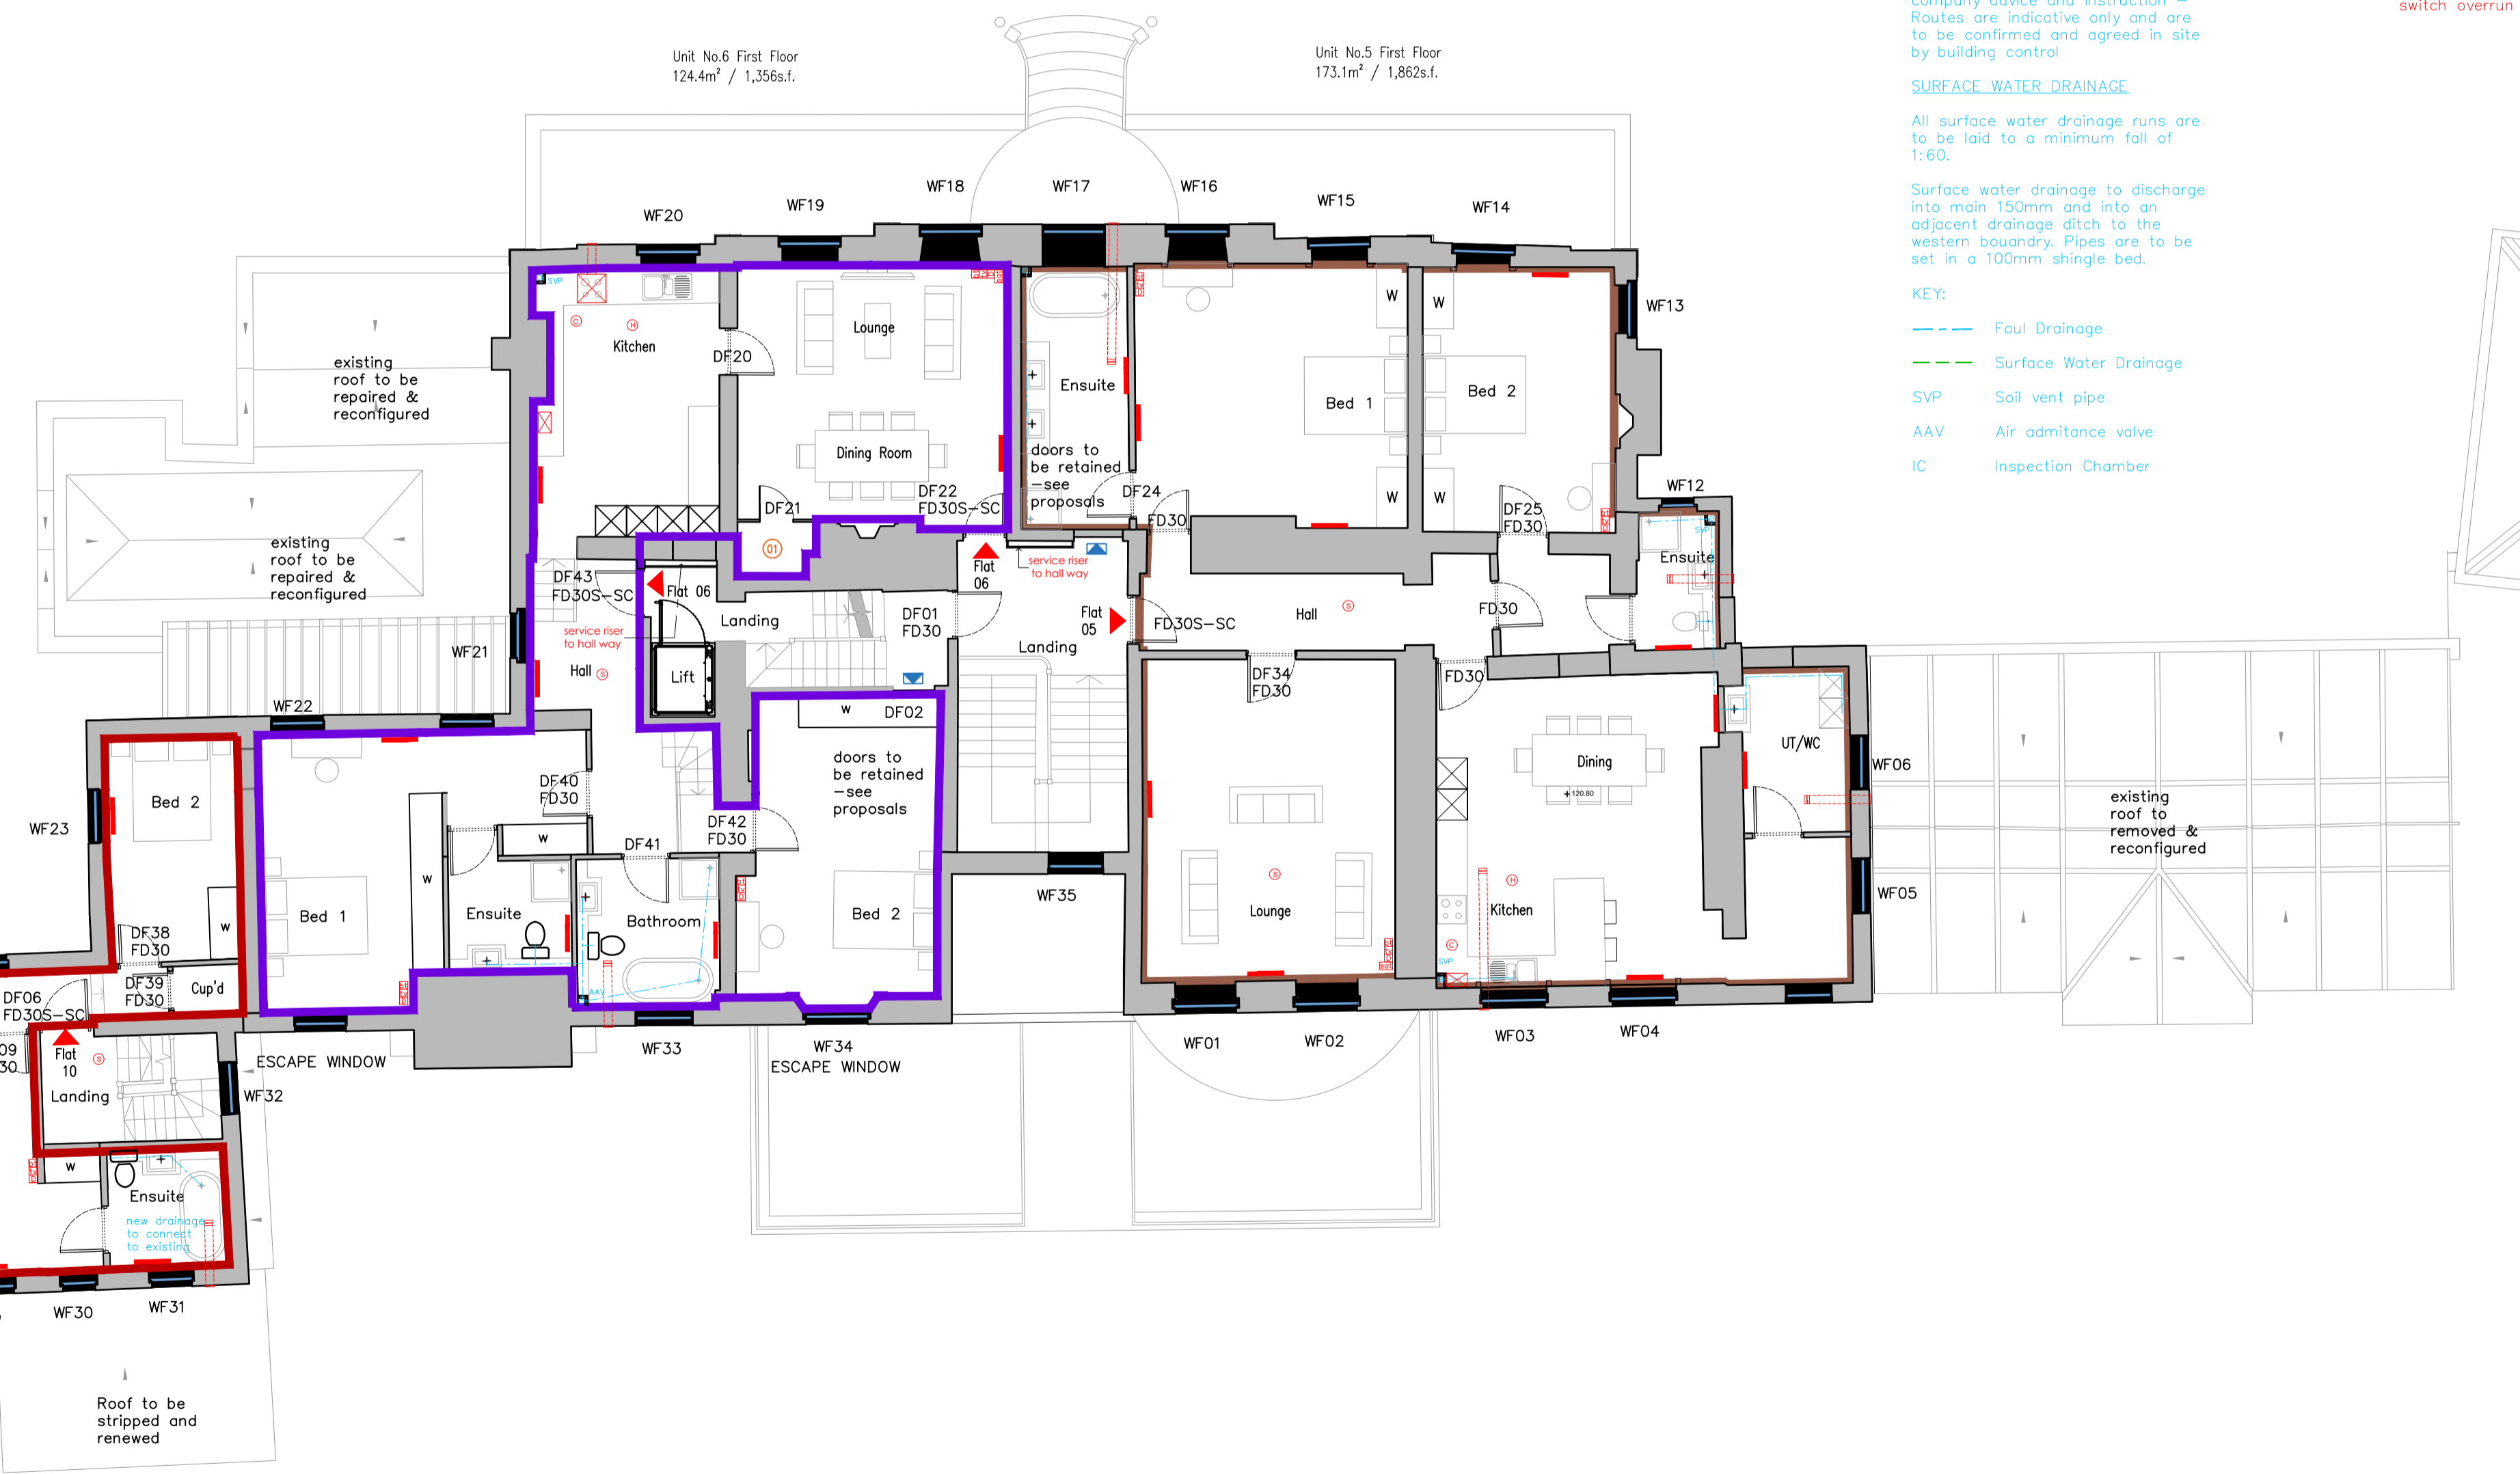 company advice and instruction –
Routes are indicative only and are
to be confirmed and agreed in site
by building control
switch overrun
SURFACE WATER DRAINAGE
All surface water drainage runs are
to be laid to a minimum fall of
1:60.
Surface water drainage to discharge
into main 150mm and into an
adjacent drainage ditch to the
western bouandry. Pipes are to be
set in a 100mm shingle bed.
KEY:
Foul Drainage
Surface Water Drainage
SVP Soil vent pipe
AAV Air admitance valve
IC Inspection Chamber
Unit No.6 First Floor
124.4m² / 1,356s.f.
Unit No.5 First Floor
173.1m² / 1,862s.f.
WF20
WF19
WF18
WF17
WF16
WF15
WF14
WF13
WF12
existing
roof to be
repaired &
reconfigured
existing
roof to be
repaired &
reconfigured
SVP
C
H
Kitchen
DF20
Lounge
Dining Room
DF21
DF22
FD30S–SC
01
Ensuite
doors to
be retained
–see
proposals
DF24
FD30
Bed 1
W
W
W
W
Bed 2
DF25
FD30
SVP
Ensuite
DF43
FD30S–SC
Flat 06
service riser
to hall way
Landing
DF01
FD30
Flat
06
service riser
to hall way
Flat
05
FD30S–SC
Landing
Hall
S
FD30
WF21
Hall
S
Lift
DF34
FD30
FD30
WF22
W
DF02
doors to
be retained
–see
proposals
DF40
FD30
DF42
FD30
DF41
W
W
Bed 1
Ensuite
Bathroom
AAV
Bed 2
WF35
Lounge
S
Dining
120.80
H
Kitchen
C
SVP
UT/WC
WF06
WF05
existing
roof to
removed &
reconfigured
WF23
Bed 2
W
DF38
FD30
DF39
FD30
Cup'd
DF06
FD30S–SC
09
30
Flat
10
S
Landing
WF32
ESCAPE WINDOW
WF33
WF34
ESCAPE WINDOW
WF01
WF02
WF03
WF04
W
Ensuite
new drainage
to connect
to existing
WF30
WF31
Roof to be
stripped and
renewed